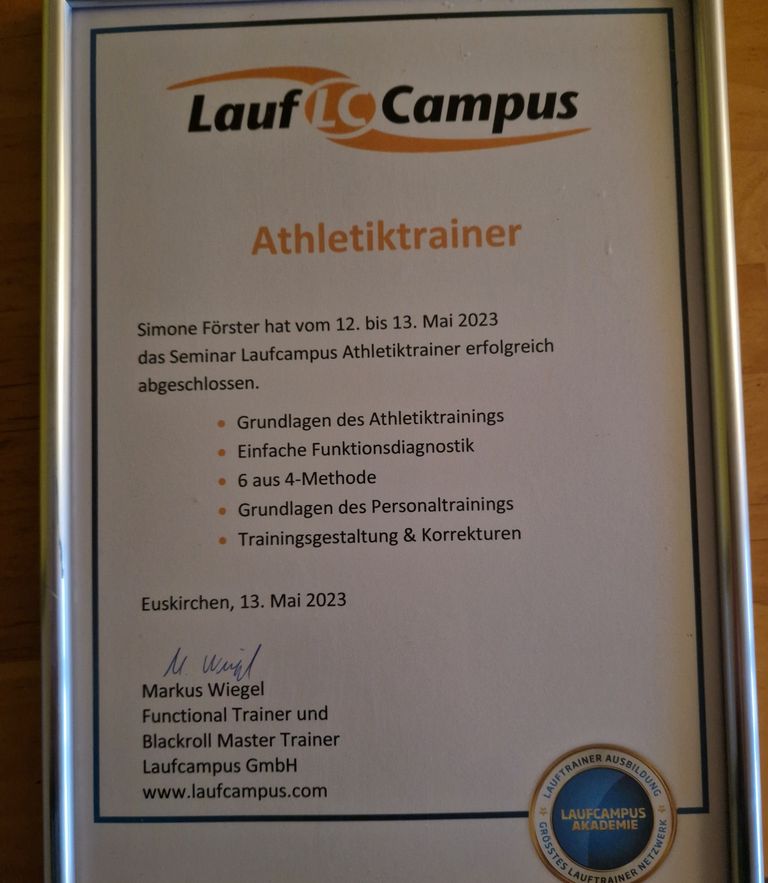 Lauf LC Campus
Athletiktrainer
Simone Förster hat vom 12. bis 13. Mai 2023
das Seminar Laufcampus Athletiktrainer erfolgreich
abgeschlossen.
• Grundlagen des Athletiktrainings
• Einfache Funktionsdiagnostik
• 6 aus 4-Methode
• Grundlagen des Personaltrainings
• Trainingsgestaltung & Korrekturen
Euskirchen, 13. Mai 2023
M. Wiegel
Markus Wiegel
Functional Trainer und
Blackroll Master Trainer
Laufcampus GmbH
www.laufcampus.com
LAUFTRAINER AUSBILDUNG
LAUFCAMPUS
AKADEMIE
GRÖSSTES LAUFTRAINER NETZWERK